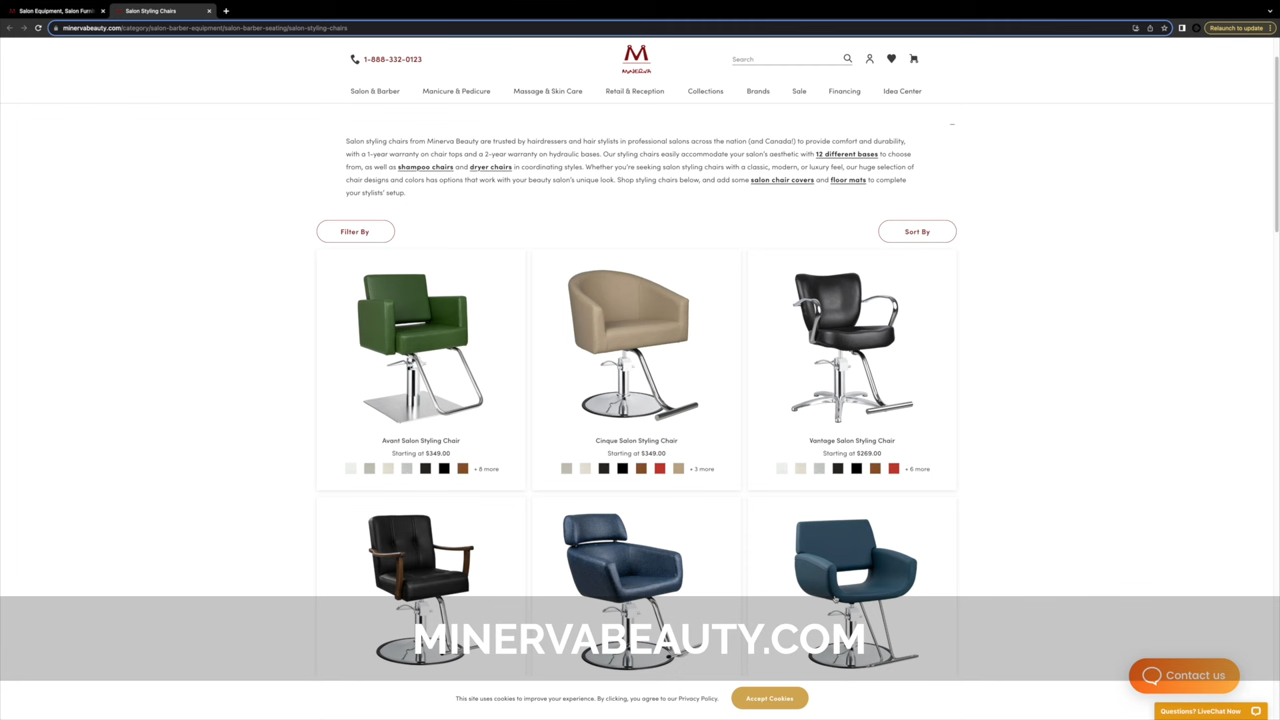 Salon Equipment, Salon Furni
Salon Styling Chairs
minervabeauty.com/category/salon-barber-equipment/salon-barber-seating/salon-styling-chairs
Relaunch to update
1-888-332-0123
MINERVA
Search
Salon & Barber
Manicure & Pedicure
Massage & Skin Care
Retail & Reception
Collections
Brands
Sale
Financing
Idea Center
Salon styling chairs from Minerva Beauty are trusted by hairdressers and hair stylists in professional salons across the nation (and Canada!) to provide comfort and durability,
with a 1-year warranty on chair tops and a 2-year warranty on hydraulic bases. Our styling chairs easily accommodate your salon's aesthetic with 12 different bases to choose
from, as well as shampoo chairs and dryer chairs in coordinating styles. Whether you're seeking salon styling chairs with a classic, modern, or luxury feel, our huge selection of
chair designs and colors has options that work with your beauty salon's unique look. Shop styling chairs below, and add some salon chair covers and floor mats to complete
your stylists' setup.
Filter By
Sort By
Avant Salon Styling Chair
Starting at $349.00
+ 8 more
Cinque Salon Styling Chair
Starting at $349.00
+ 3 more
Vantage Salon Styling Chair
Starting at $269.00
+ 6 more
MINERVABEAUTY.COM
Contact us
This site uses cookies to improve your experience. By clicking, you agree to our Privacy Policy.
Accept Cookies
Questions? LiveChat Now